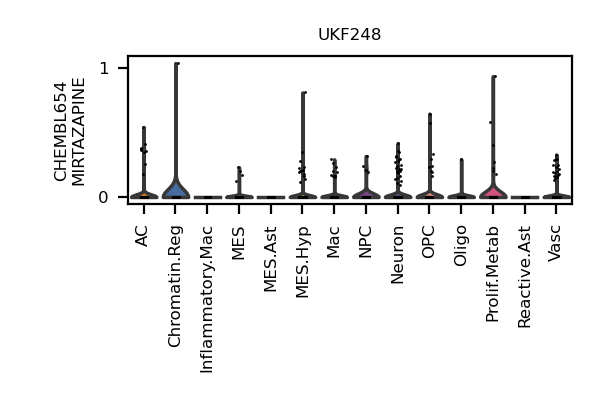 UKF248
CHEMBL654
MIRTAZAPINE
1
0
AC
Chromatin.Reg
Inflammatory.Mac
MES
MES.Ast
MES.Hyp
Mac
NPC
Neuron
OPC
Oligo
Prolif.Metab
Reactive.Ast
Vasc